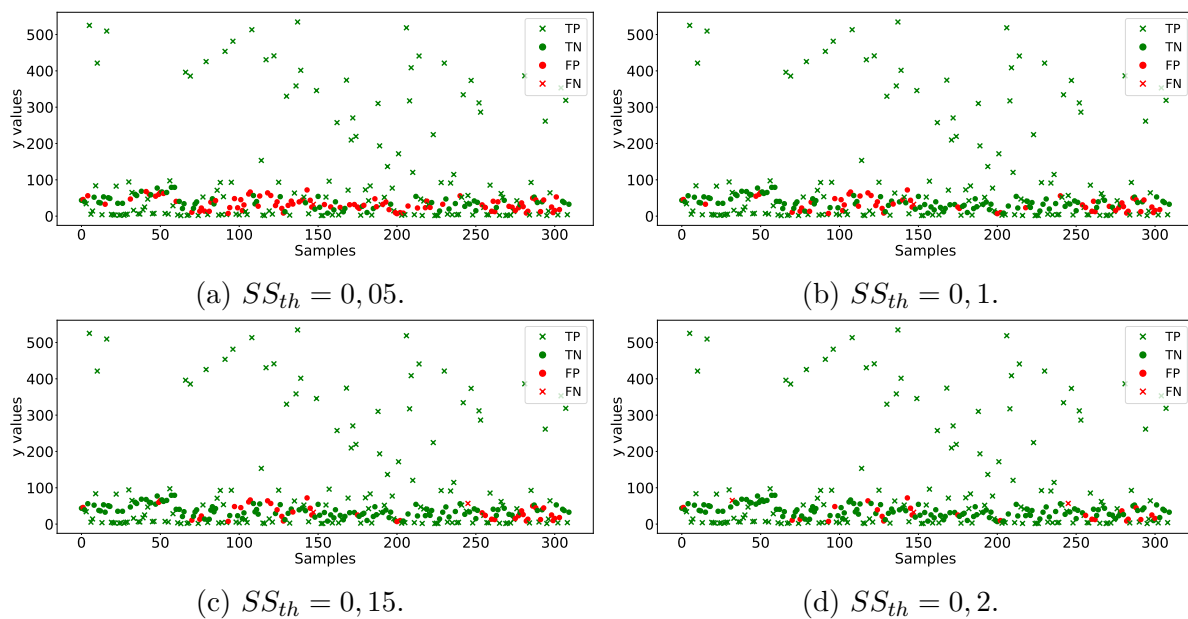 500
400
300
200
100
0
y values
0 50 100 150 200 250 300
Samples
TP
TN
FP
FN
(a) SS_th = 0, 05.
500
400
300
200
100
0
y values
0 50 100 150 200 250 300
Samples
TP
TN
FP
FN
(b) SS_th = 0, 1.
500
400
300
200
100
0
y values
0 50 100 150 200 250 300
Samples
TP
TN
FP
FN
(c) SS_th = 0, 15.
500
400
300
200
100
0
y values
0 50 100 150 200 250 300
Samples
TP
TN
FP
FN
(d) SS_th = 0, 2.